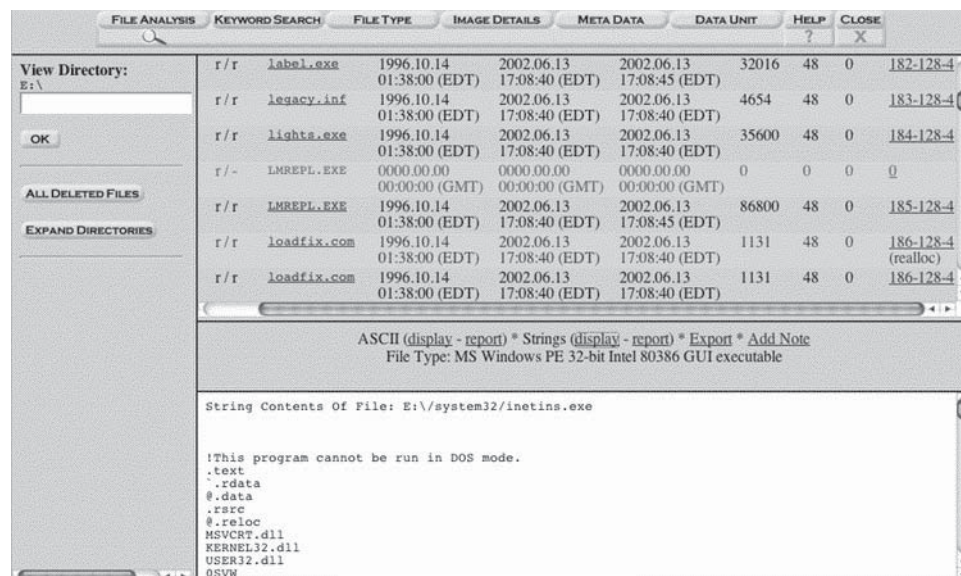 FILE ANALYSIS KEYWORD SEARCH FILE TYPE IMAGE DETAILS META DATA DATA UNIT HELP CLOSE
? X
View Directory:
E:\
OK
ALL DELETED FILES
EXPAND DIRECTORIES
r/r label.exe 1996.10.14 01:38:00 (EDT) 2002.06.13 17:08:40 (EDT) 2002.06.13 17:08:45 (EDT) 32016 48 0 182-128-4
r/r legacy.inf 1996.10.14 01:38:00 (EDT) 2002.06.13 17:08:40 (EDT) 2002.06.13 17:08:40 (EDT) 4654 48 0 183-128-4
r/r lights.exe 1996.10.14 01:38:00 (EDT) 2002.06.13 17:08:40 (EDT) 2002.06.13 17:08:40 (EDT) 35600 48 0 184-128-4
r/- LMREPL.EXE 0000.00.00 00:00:00 (GMT) 0000.00.00 00:00:00 (GMT) 0000.00.00 00:00:00 (GMT) 0 0 0 0
r/r LMREPL.EXE 1996.10.14 01:38:00 (EDT) 2002.06.13 17:08:40 (EDT) 2002.06.13 17:08:45 (EDT) 86800 48 0 185-128-4
r/r loadfix.com 1996.10.14 01:38:00 (EDT) 2002.06.13 17:08:40 (EDT) 2002.06.13 17:08:40 (EDT) 1131 48 0 186-128-4 (realloc)
r/r loadfix.com 1996.10.14 01:38:00 (EDT) 2002.06.13 17:08:40 (EDT) 2002.06.13 17:08:40 (EDT) 1131 48 0 186-128-4
ASCII (display - report) * Strings (display - report) * Export * Add Note
File Type: MS Windows PE 32-bit Intel 80386 GUI executable
String Contents Of File: E:\/system32/inetins.exe
!This program cannot be run in DOS mode.
.text
`.rdata
@.data
.rsrc
@.reloc
MSVCRT.dll
KERNEL32.dll
USER32.dll
0SVW